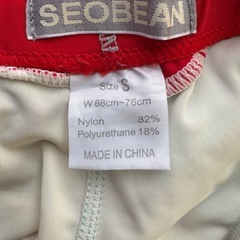 SEOBEAN
Size S
W 68cm~76cm
Nylon 82%
Polyurethane 18%
MADE IN CHINA